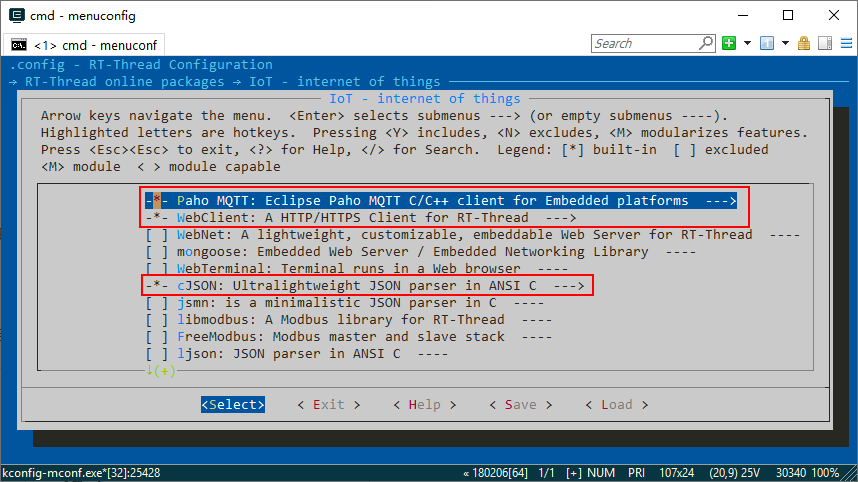 cmd - menuconfig
<1> cmd - menuconf
Search
.config - RT-Thread Configuration
→ RT-Thread online packages → IoT - internet of things
IoT - internet of things
Arrow keys navigate the menu.  <Enter> selects submenus ---> (or empty submenus ----).
Highlighted letters are hotkeys.  Pressing <Y> includes, <N> excludes, <M> modularizes features.
Press <Esc><Esc> to exit, <?> for Help, </> for Search.  Legend: [*] built-in  [ ] excluded
<M> module  < > module capable
-*- Paho MQTT: Eclipse Paho MQTT C/C++ client for Embedded platforms  --->
-*- WebClient: A HTTP/HTTPS Client for RT-Thread  --->
[ ] WebNet: A lightweight, customizable, embeddable Web Server for RT-Thread  ----
[ ] mongoose: Embedded Web Server / Embedded Networking Library  ----
[ ] WebTerminal: Terminal runs in a Web browser  ----
-*- cJSON: Ultralightweight JSON parser in ANSI C  --->
[ ] jsmn: is a minimalistic JSON parser in C  ----
[ ] libmodbus: A Modbus library for RT-Thread  ----
[ ] FreeModbus: Modbus master and slave stack  ----
[ ] ljson: JSON parser in ANSI C  ----
↓(+)
<Select>    < Exit >    < Help >    < Save >    < Load >
kconfig-mconf.exe*[32]:25428 « 180206[64] 1/1 [+] NUM PRI 107x24 (20,9) 25V 30340 100%